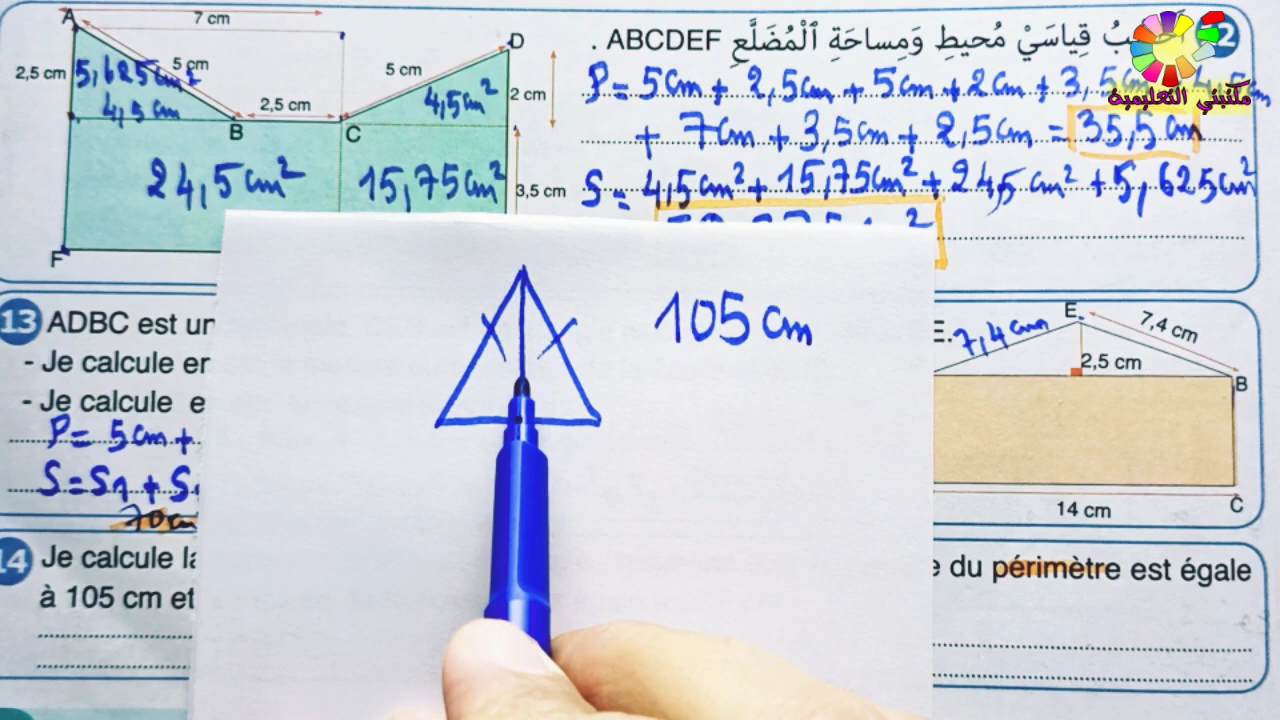 A 7 cm
2,5 cm 5,625 cm² 5 cm
4,5 cm 2,5 cm
B C
5 cm D
4,5 cm² 2 cm
24,5 cm² 15,75 cm² 3,5 cm
F
12 أَحْسُبُ قِياسَيْ مُحيطِ وَمِساحَةِ ٱلْمُضَلَّعِ ABCDEF .
P = 5 cm + 2,5 cm + 5 cm + 2 cm + 3,5 cm + 4,5 cm
+ 7 cm + 3,5 cm + 2,5 cm = 35,5 cm
S = 4,5 cm² + 15,75 cm² + 24,5 cm² + 5,625 cm²
مكتبتي التعليمية
105 cm
13 ADBC est un
- Je calcule
- Je calcule
P = 5 cm +
S = S1 + S
70 cm
E. 7,4 cm E 7,4 cm
2,5 cm B
14 cm C
14 Je calcule
du périmètre est égale
à 105 cm et